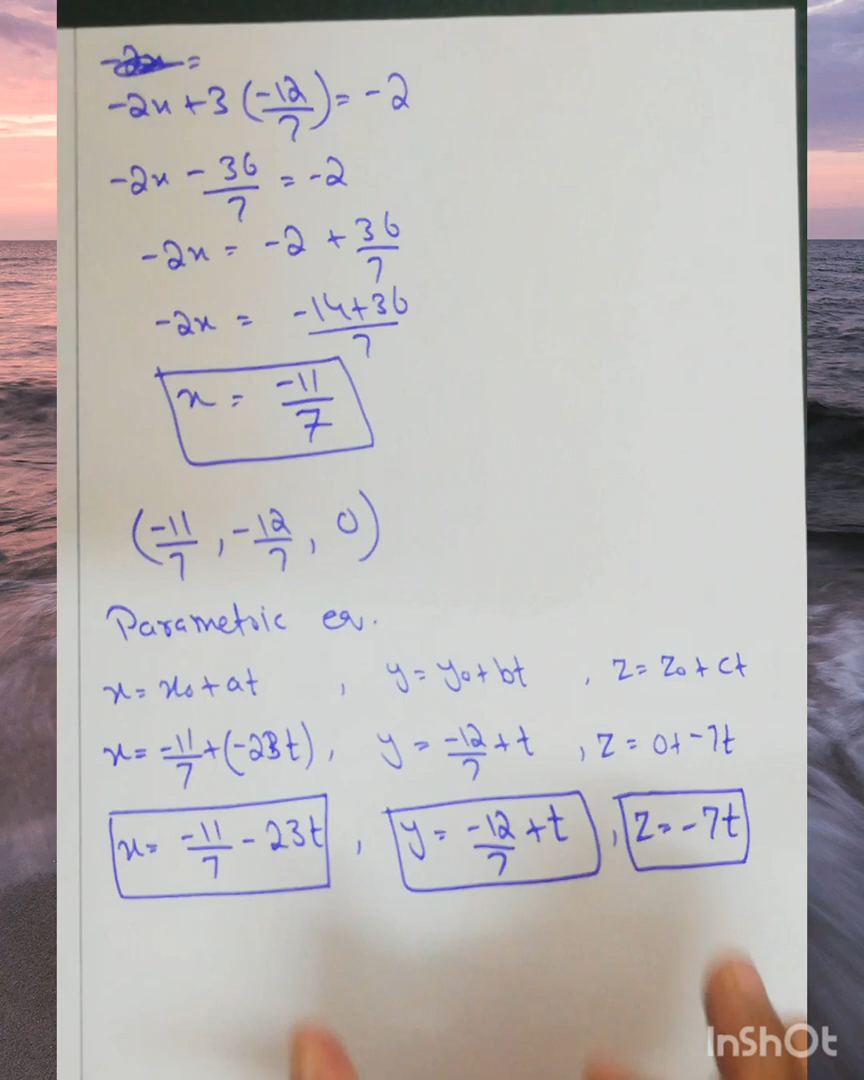 -2x =
-2x + 3 (-12/7) = -2
-2x - 36/7 = -2
-2x = -2 + 36/7
-2x = -14+36/7
x = -11/7
(-11/7, -12/7, 0)
Parametric eq.
x = x₀ + at , y = y₀ + bt , z = z₀ + ct
x = -11/7 + (-23t) , y = -12/7 + t , z = 0 + -7t
x = -11/7 - 23t , y = -12/7 + t , z = -7t
InShOt